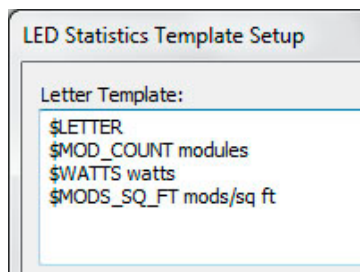 LED Statistics Template Setup
Letter Template:
$LETTER
$MOD_COUNT modules
$WATTS watts
$MODS_SQ_FT mods/sq ft